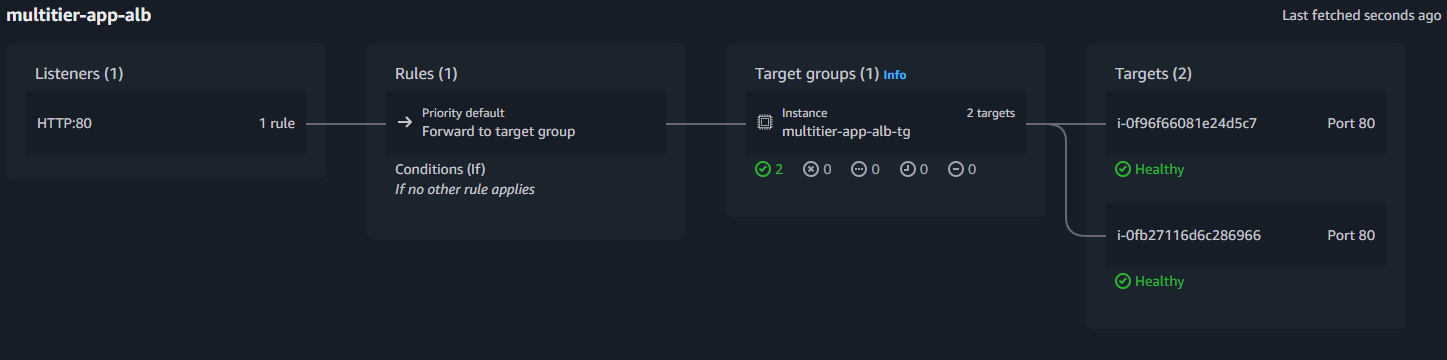 multitier-app-alb
Last fetched seconds ago
Listeners (1)
HTTP:80
1 rule
Rules (1)
Priority default
Forward to target group
Conditions (If)
If no other rule applies
Target groups (1) Info
Instance
2 targets
multitier-app-alb-tg
2 0 0 0 0
Targets (2)
i-0f96f66081e24d5c7
Port 80
Healthy
i-0fb27116d6c286966
Port 80
Healthy